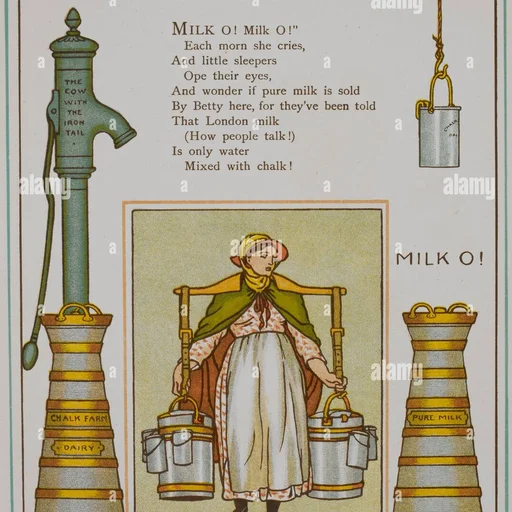 MILK O! Milk O!"
Each morn she cries,
And little sleepers
Ope their eyes,
And wonder if pure milk is sold
By Betty here, for they've been told
That London milk
(How people talk!)
Is only water
Mixed with chalk!
THE
COW
WITH
THE
IRON
TAIL
MILK O!
CHALK FARM
DAIRY
PURE MILK
alamy
alamy
alamy
alamy
alamy